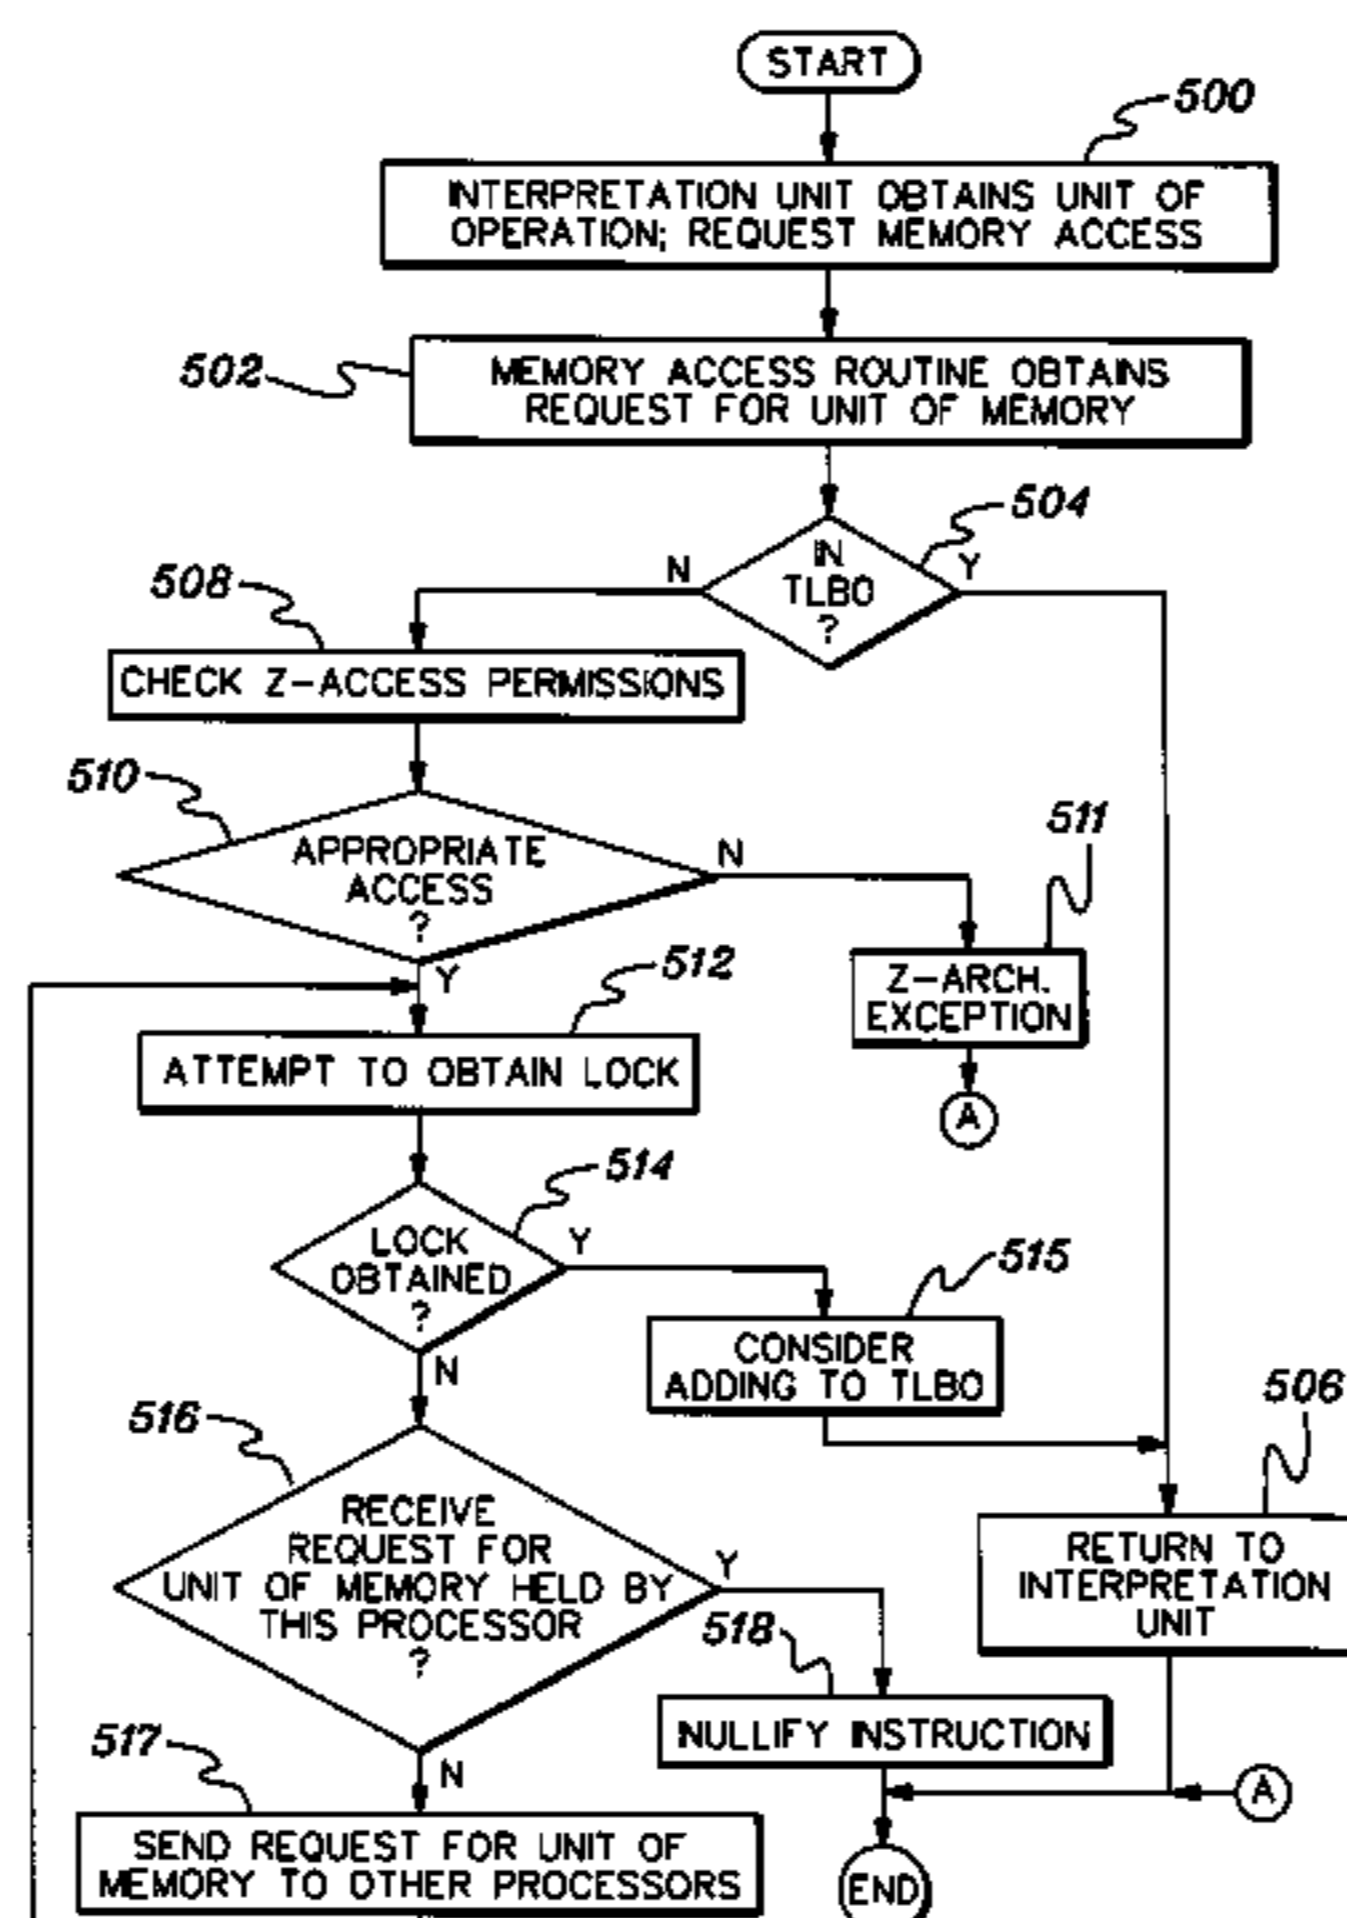 START
500
INTERPRETATION UNIT OBTAINS UNIT OF
OPERATION; REQUEST MEMORY ACCESS
502
MEMORY ACCESS ROUTINE OBTAINS
REQUEST FOR UNIT OF MEMORY
504
IN
TLBO
?
N
Y
508
CHECK Z-ACCESS PERMISSIONS
510
APPROPRIATE
ACCESS
?
N
Y
511
Z-ARCH.
EXCEPTION
A
512
ATTEMPT TO OBTAIN LOCK
514
LOCK
OBTAINED
?
Y
N
515
CONSIDER
ADDING TO TLBO
506
RETURN TO
INTERPRETATION
UNIT
516
RECEIVE
REQUEST FOR
UNIT OF MEMORY HELD BY
THIS PROCESSOR
?
Y
N
518
NULLIFY INSTRUCTION
A
517
SEND REQUEST FOR UNIT OF
MEMORY TO OTHER PROCESSORS
END